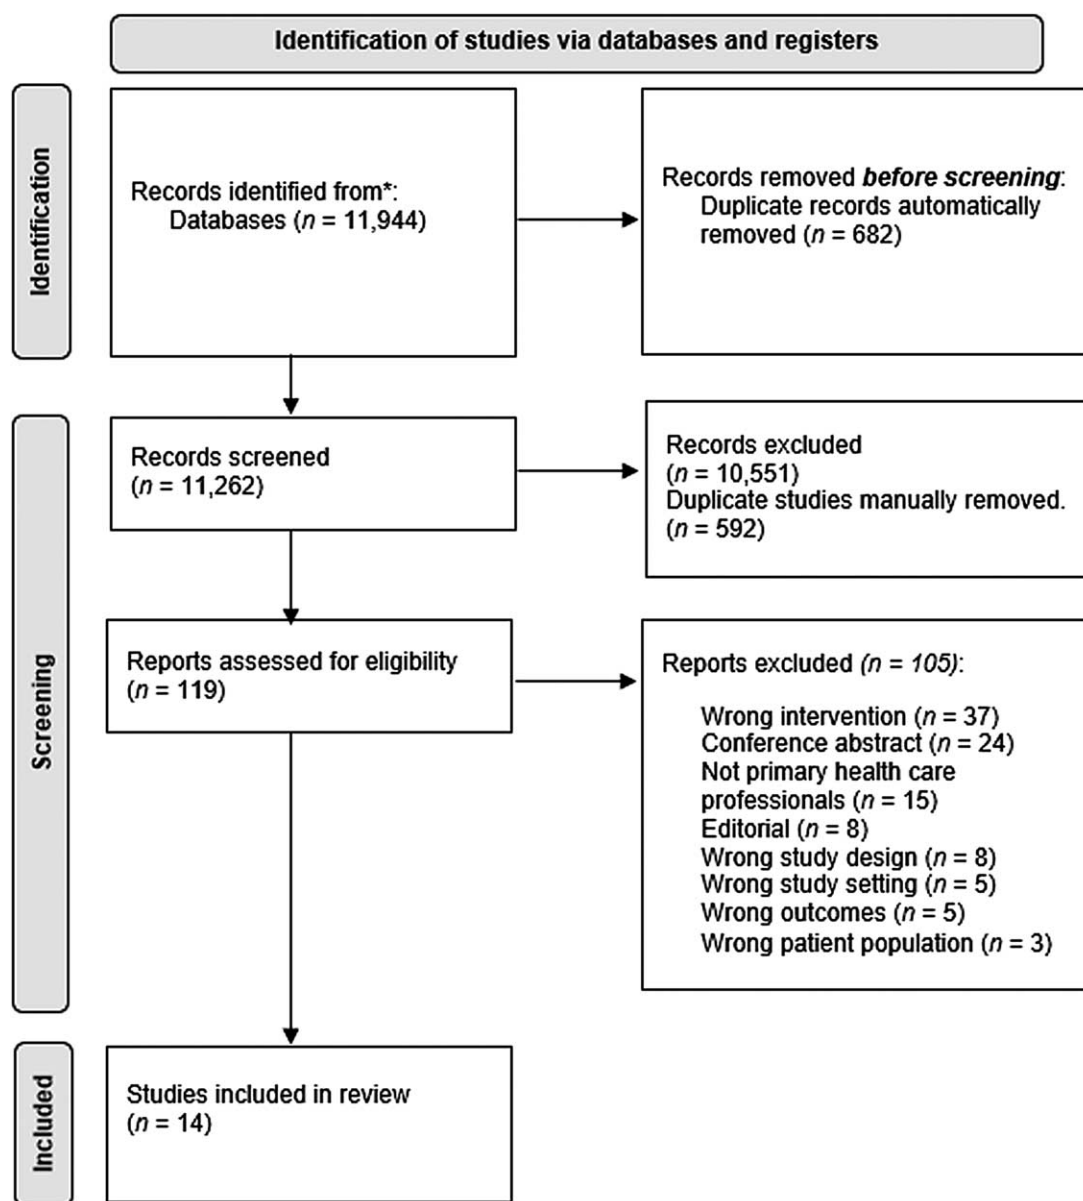 Identification of studies via databases and registers
Identification
Records identified from*:
Databases (n = 11,944)
Records removed before screening:
Duplicate records automatically
removed (n = 682)
Screening
Records screened
(n = 11,262)
Records excluded
(n = 10,551)
Duplicate studies manually removed.
(n = 592)
Reports assessed for eligibility
(n = 119)
Reports excluded (n = 105):
Wrong intervention (n = 37)
Conference abstract (n = 24)
Not primary health care
professionals (n = 15)
Editorial (n = 8)
Wrong study design (n = 8)
Wrong study setting (n = 5)
Wrong outcomes (n = 5)
Wrong patient population (n = 3)
Included
Studies included in review
(n = 14)